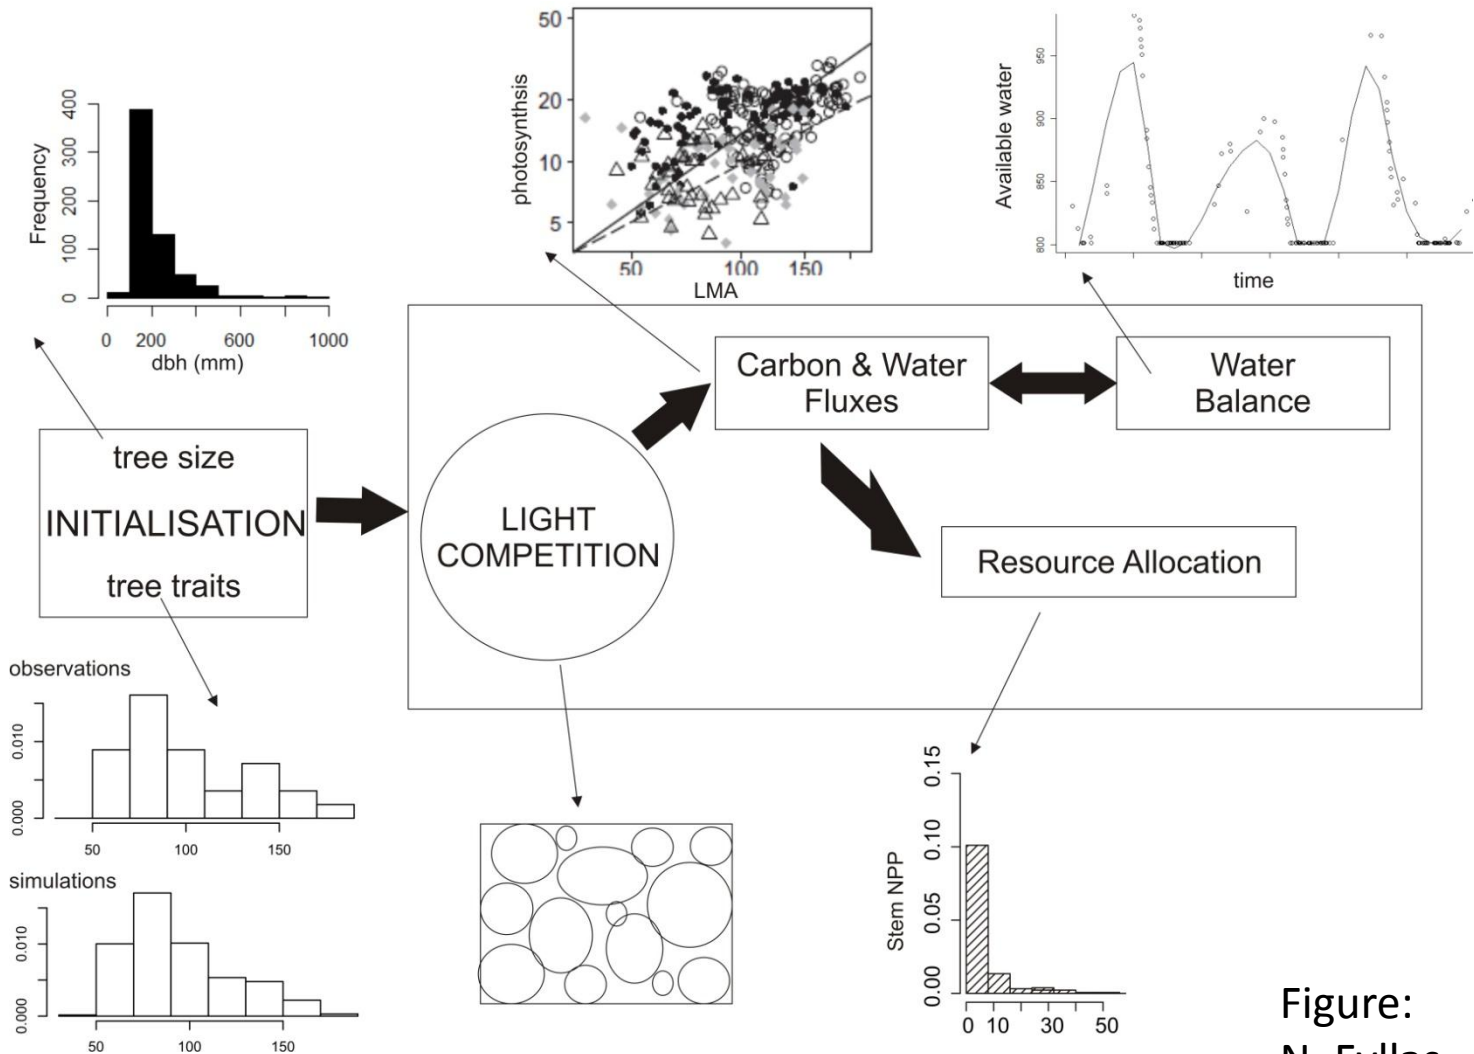 50
20
10
5
photosynthsis
50
100
150
LMA
950
900
850
800
Available water
time
400
300
200
100
0
Frequency
0
200
600
1000
dbh (mm)
Carbon & Water
Fluxes
Water
Balance
tree size
INITIALISATION
tree traits
LIGHT
COMPETITION
Resource Allocation
observations
0.010
0.000
50
100
150
simulations
0.010
0.000
50
100
150
0.15
0.10
0.05
0.00
Stem NPP
0
10
30
50
Figure: